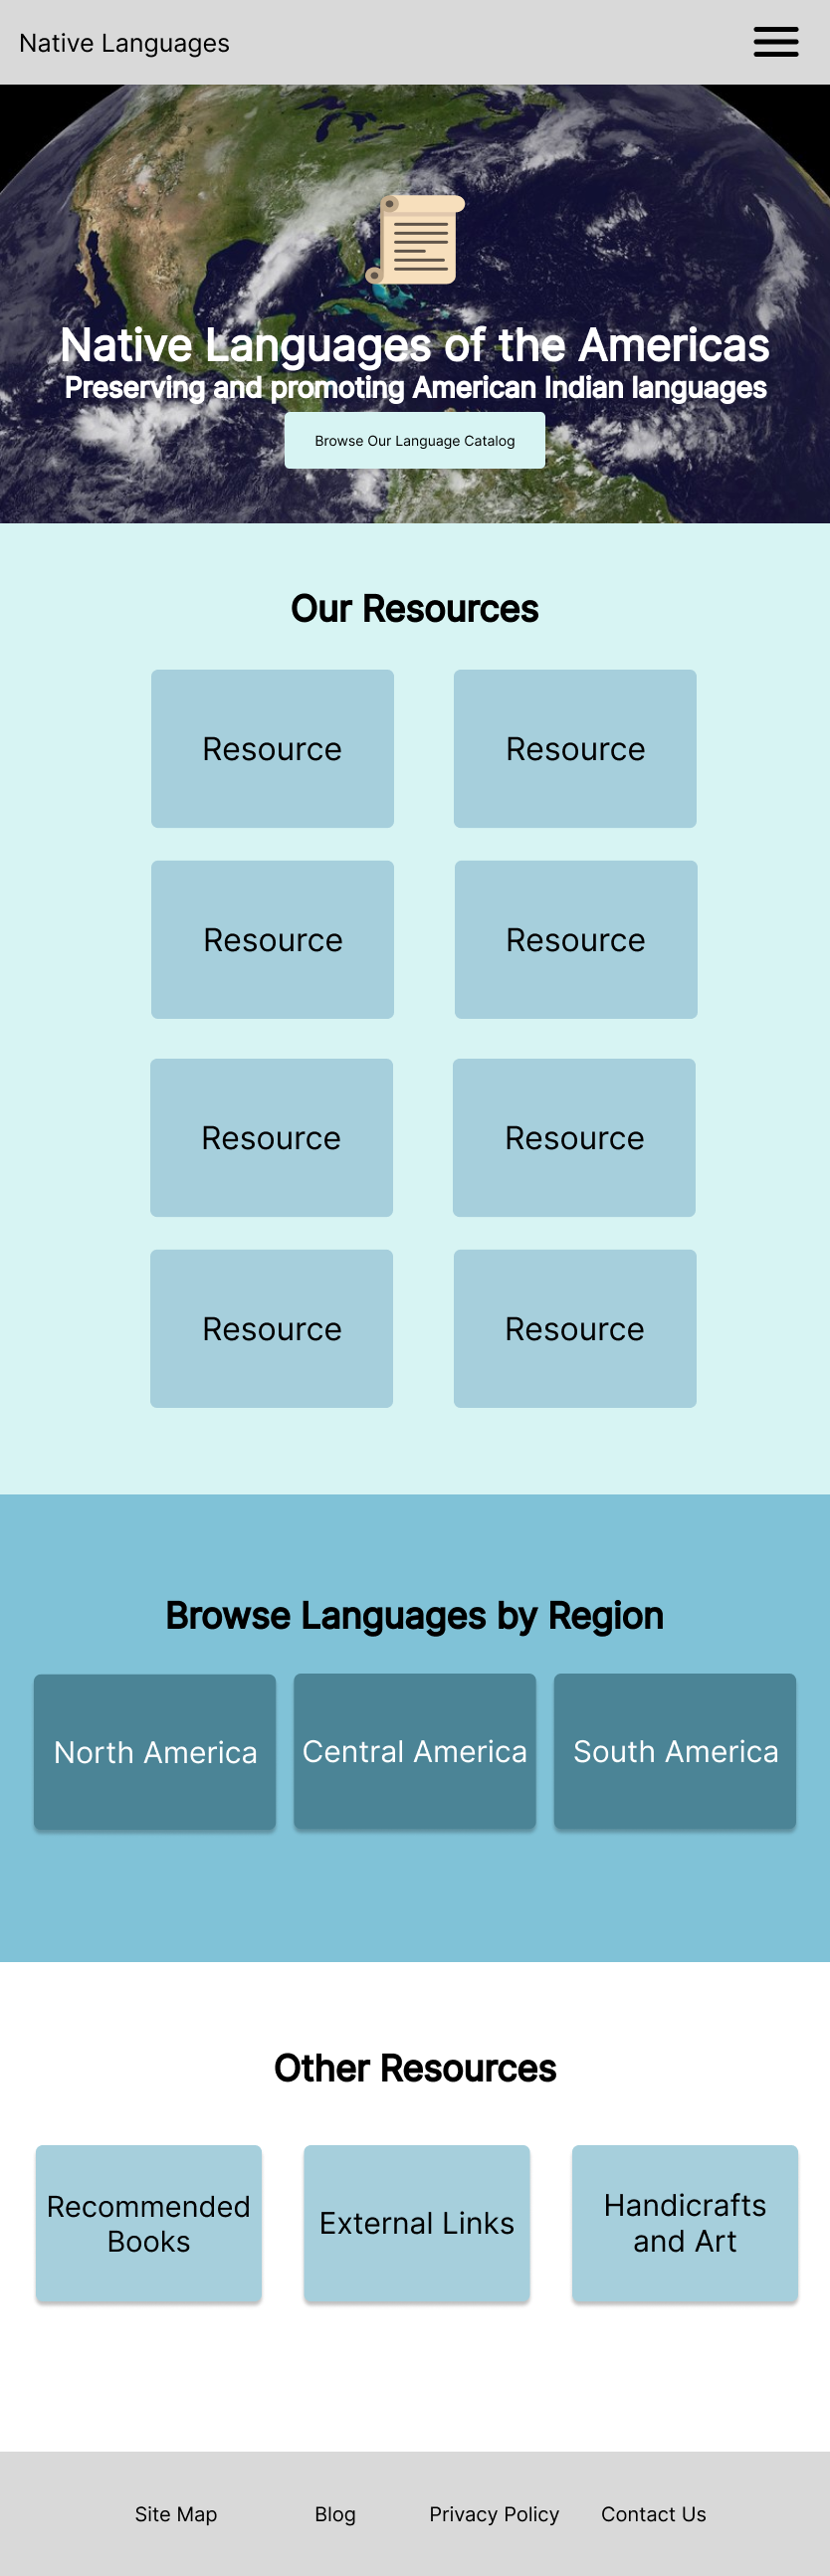 Native Languages
Native Languages of the Americas
Preserving and promoting American Indian languages
Browse Our Language Catalog
Our Resources
Resource
Resource
Resource
Resource
Resource
Resource
Resource
Resource
Browse Languages by Region
North America
Central America
South America
Other Resources
Recommended
Books
External Links
Handicrafts
and Art
Site Map
Blog
Privacy Policy
Contact Us